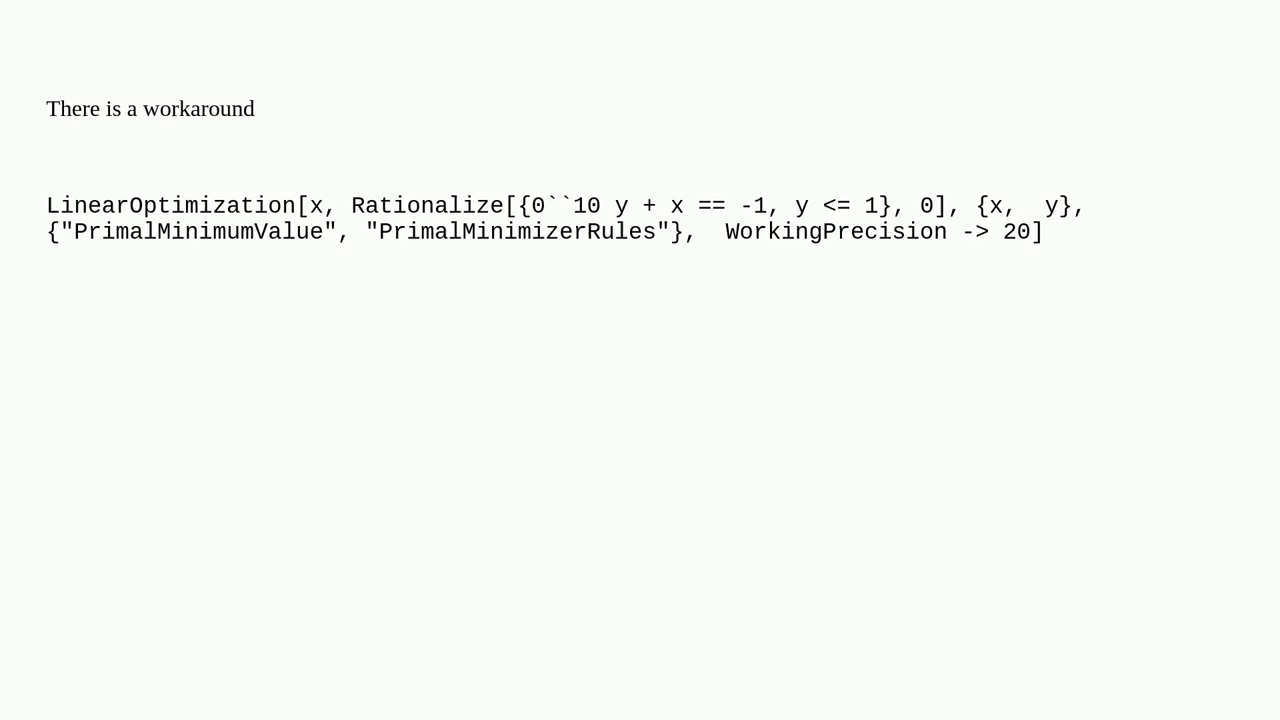 There is a workaround
LinearOptimization[x, Rationalize[{0``10 y + x == -1, y <= 1}, 0], {x,  y},
{"PrimalMinimumValue", "PrimalMinimizerRules"},  WorkingPrecision -> 20]